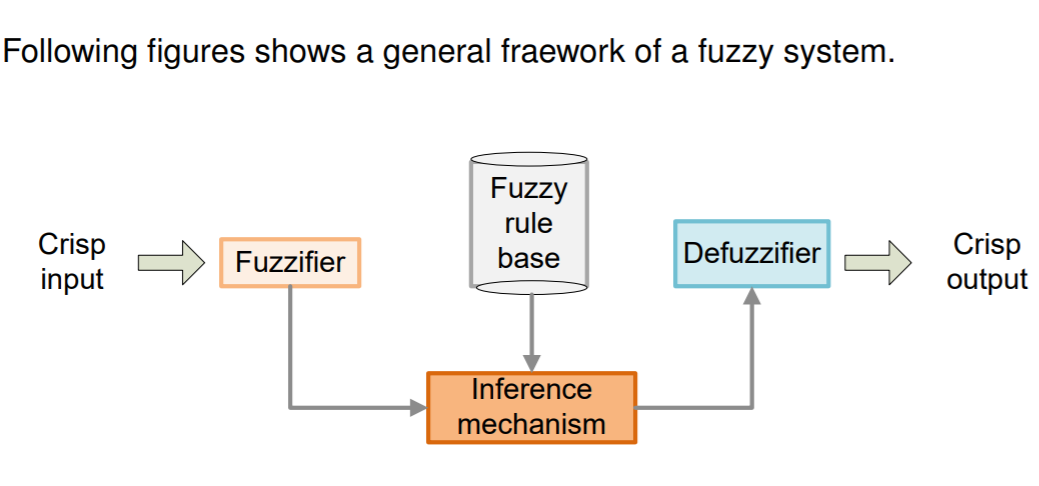 Following figures shows a general fraework of a fuzzy system.
Crisp
input
Fuzzifier
Fuzzy
rule
base
Defuzzifier
Crisp
output
Inference
mechanism